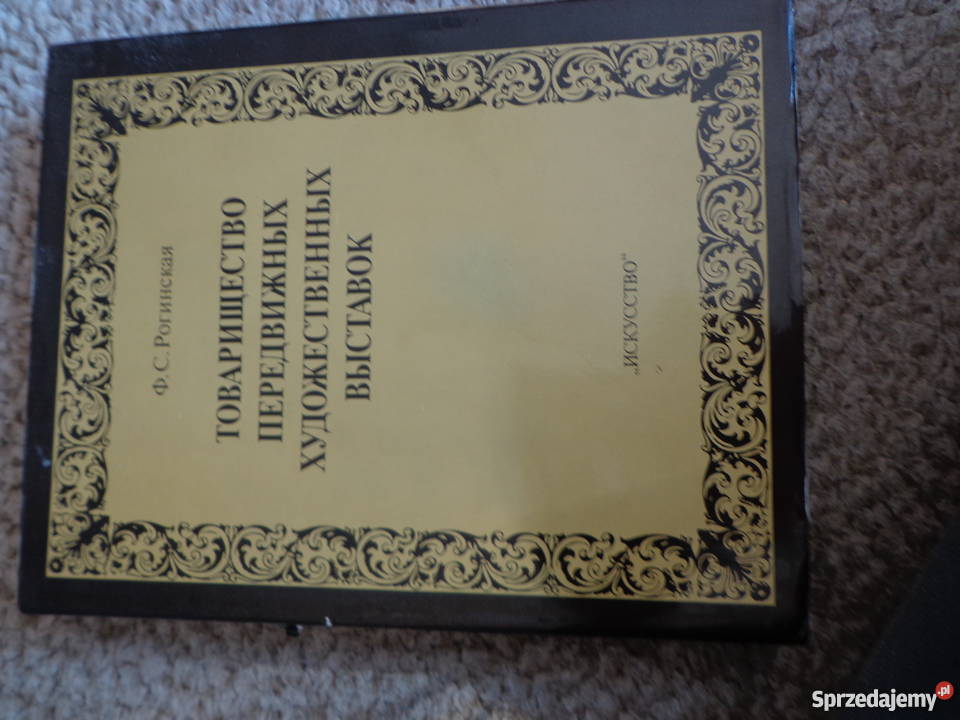 Ф. С. Рогинская
ТОВАРИЩЕСТВО
ПЕРЕДВИЖНЫХ
ХУДОЖЕСТВЕННЫХ
ВЫСТАВОК
„ИСКУССТВО“
Sprzedajemy.pl